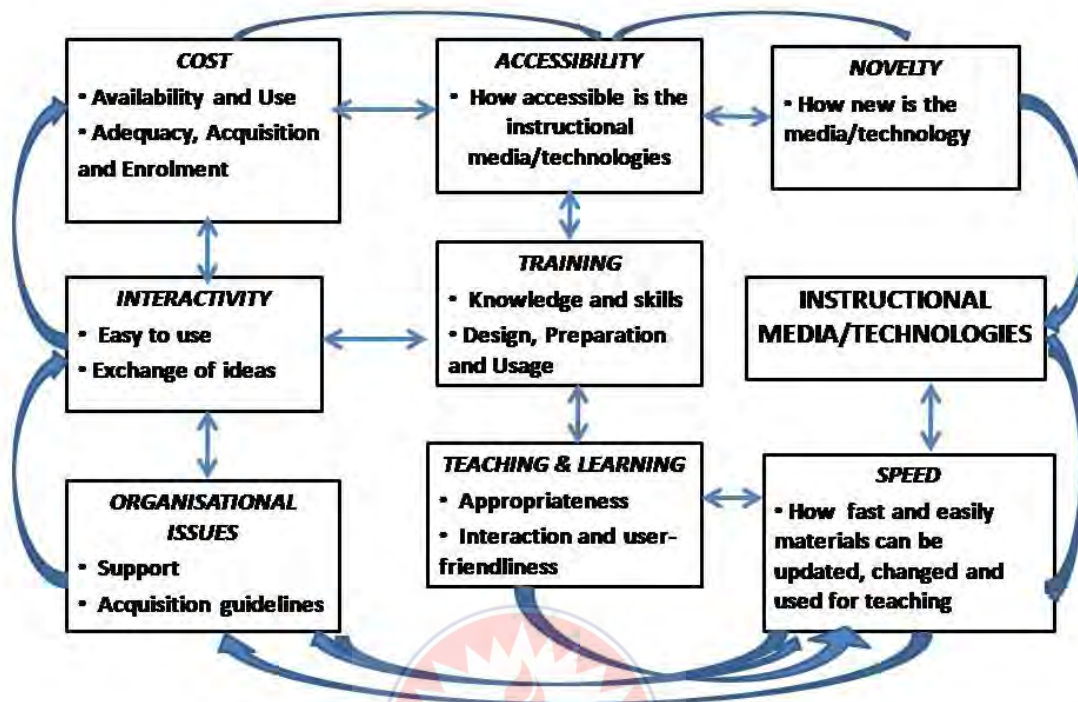 COST
• Availability and Use
• Adequacy, Acquisition
and Enrolment
ACCESSIBILITY
• How accessible is the
instructional
media/technologies
NOVELTY
• How new is the
media/technology
INTERACTIVITY
• Easy to use
• Exchange of ideas
TRAINING
• Knowledge and skills
• Design, Preparation
and Usage
INSTRUCTIONAL
MEDIA/TECHNOLOGIES
ORGANISATIONAL
ISSUES
• Support
• Acquisition guidelines
TEACHING & LEARNING
• Appropriateness
• Interaction and user-
friendliness
SPEED
• How fast and easily
materials can be
updated, changed and
used for teaching